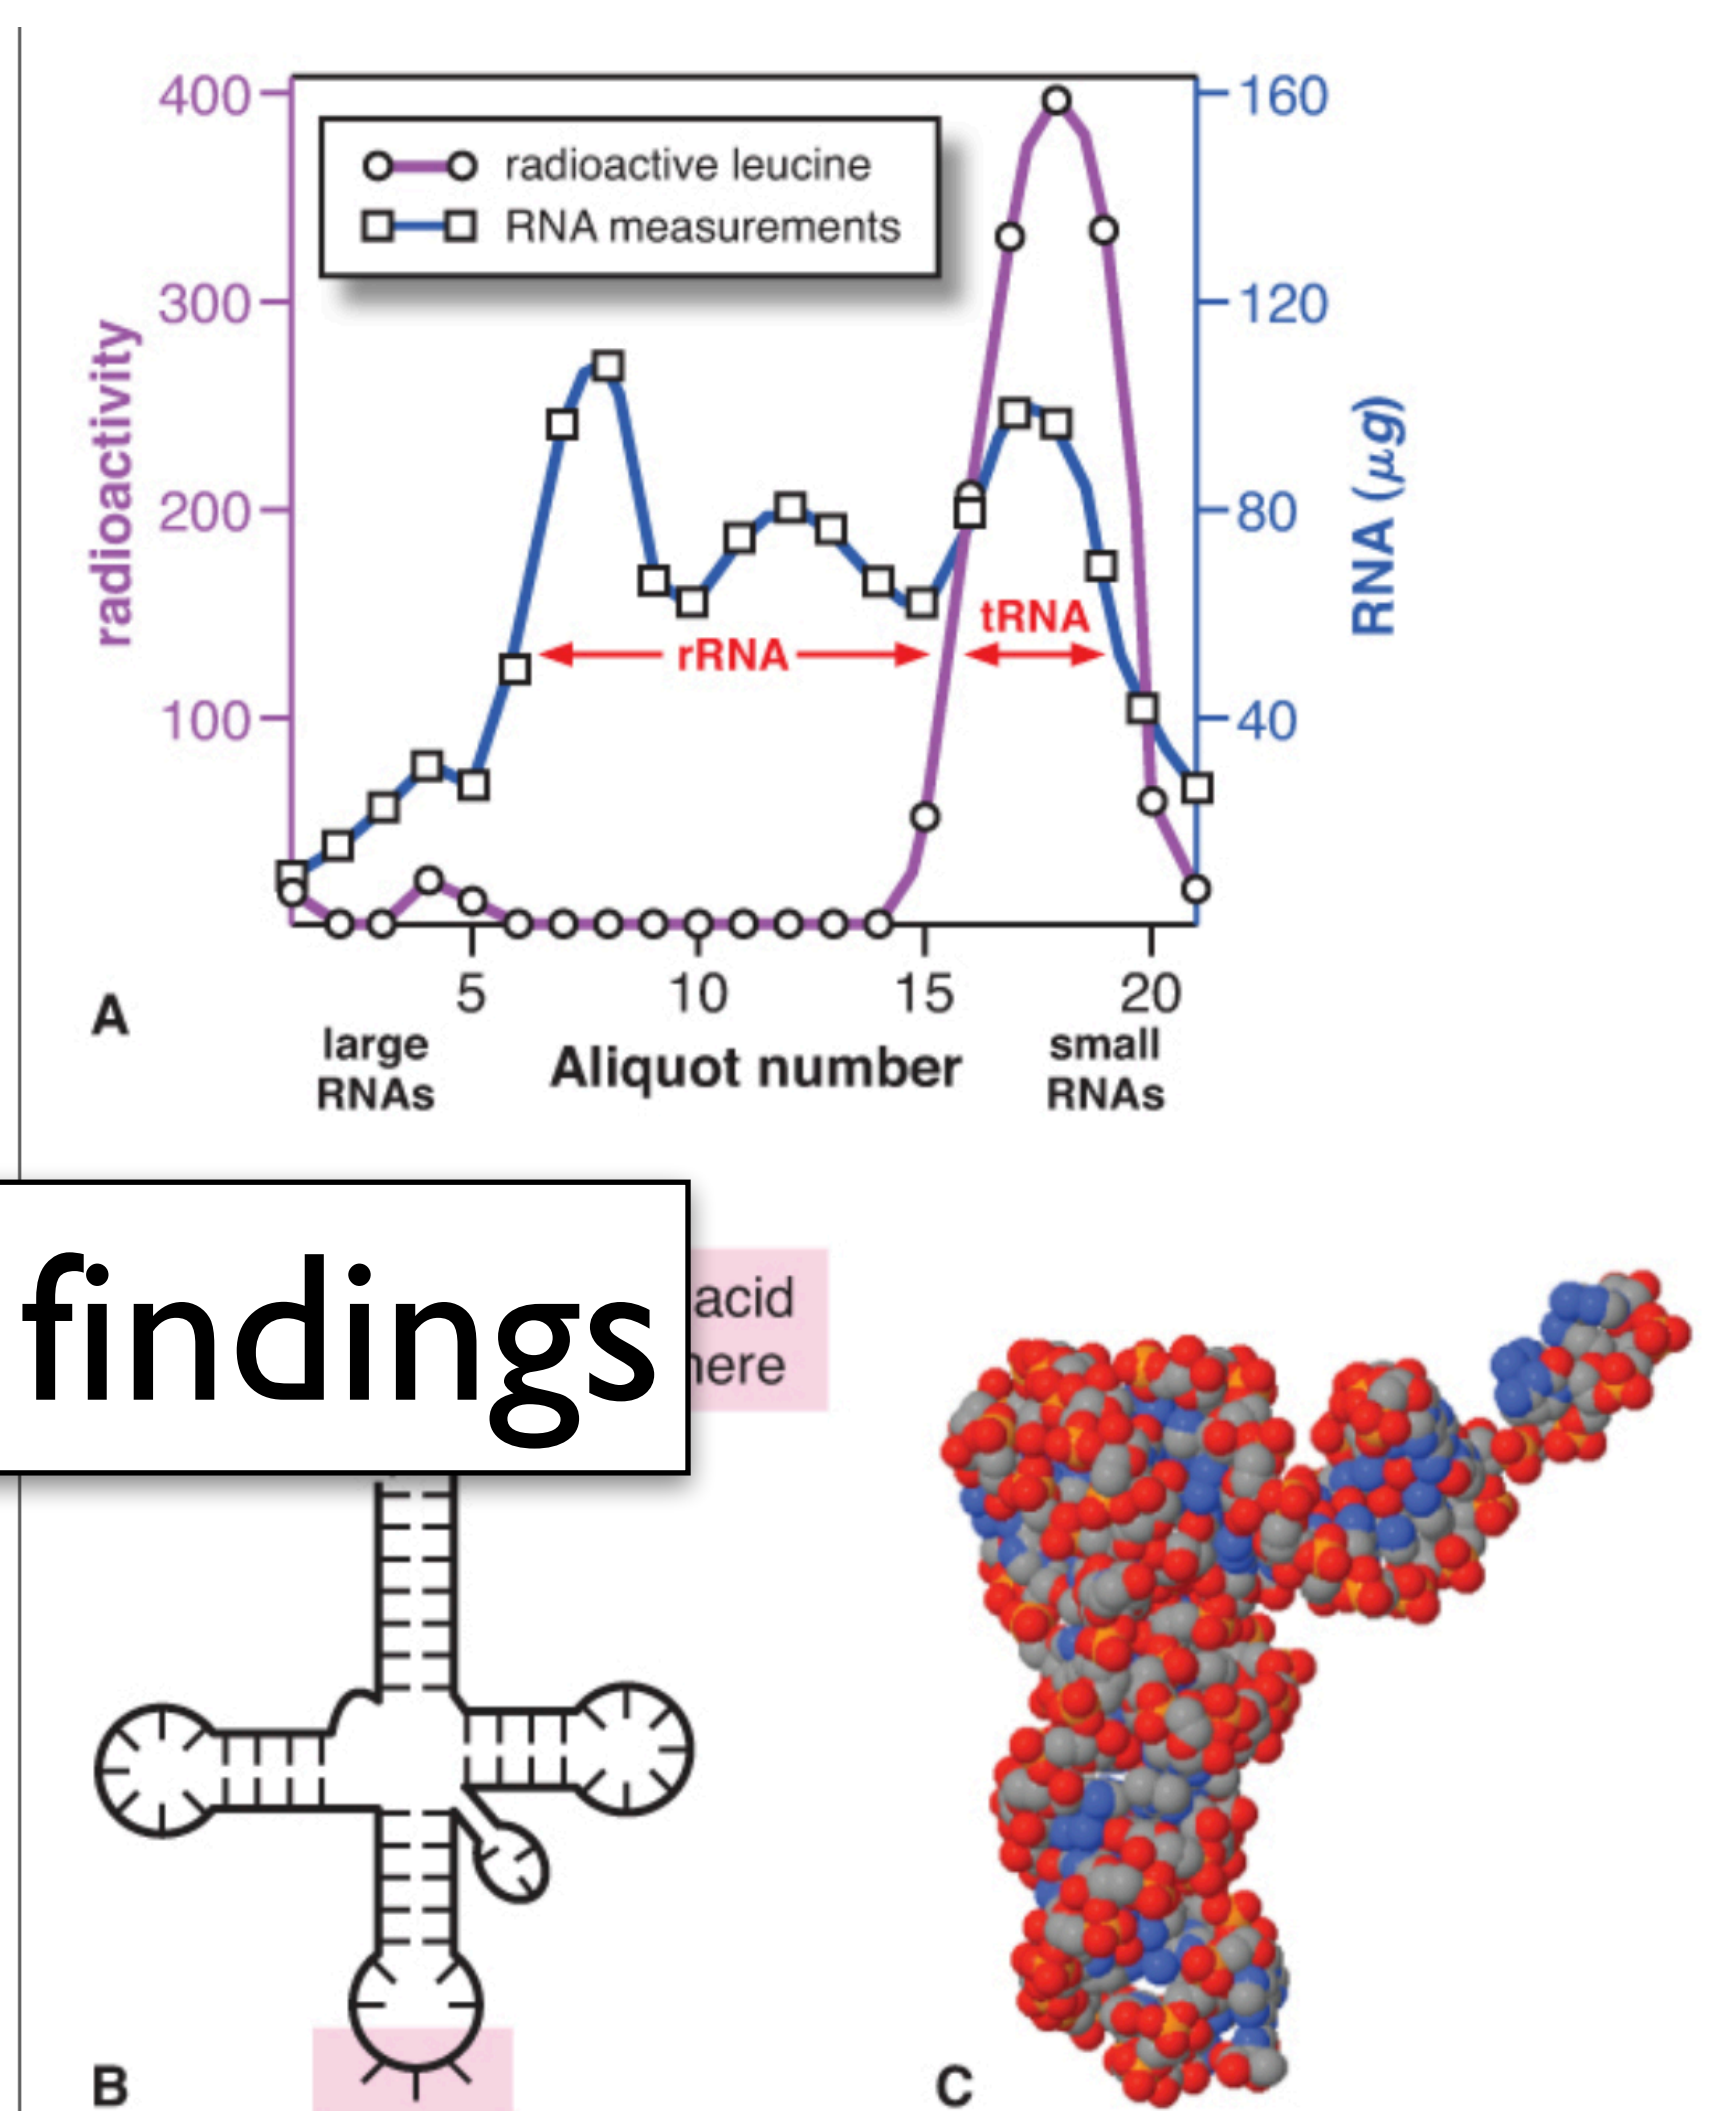 400
160
radioactive leucine
RNA measurements
300
120
radioactivity
RNA (μg)
200
80
tRNA
rRNA
100
40
5
10
15
20
A
large
RNAs
Aliquot number
small
RNAs
findings
acid
B
C